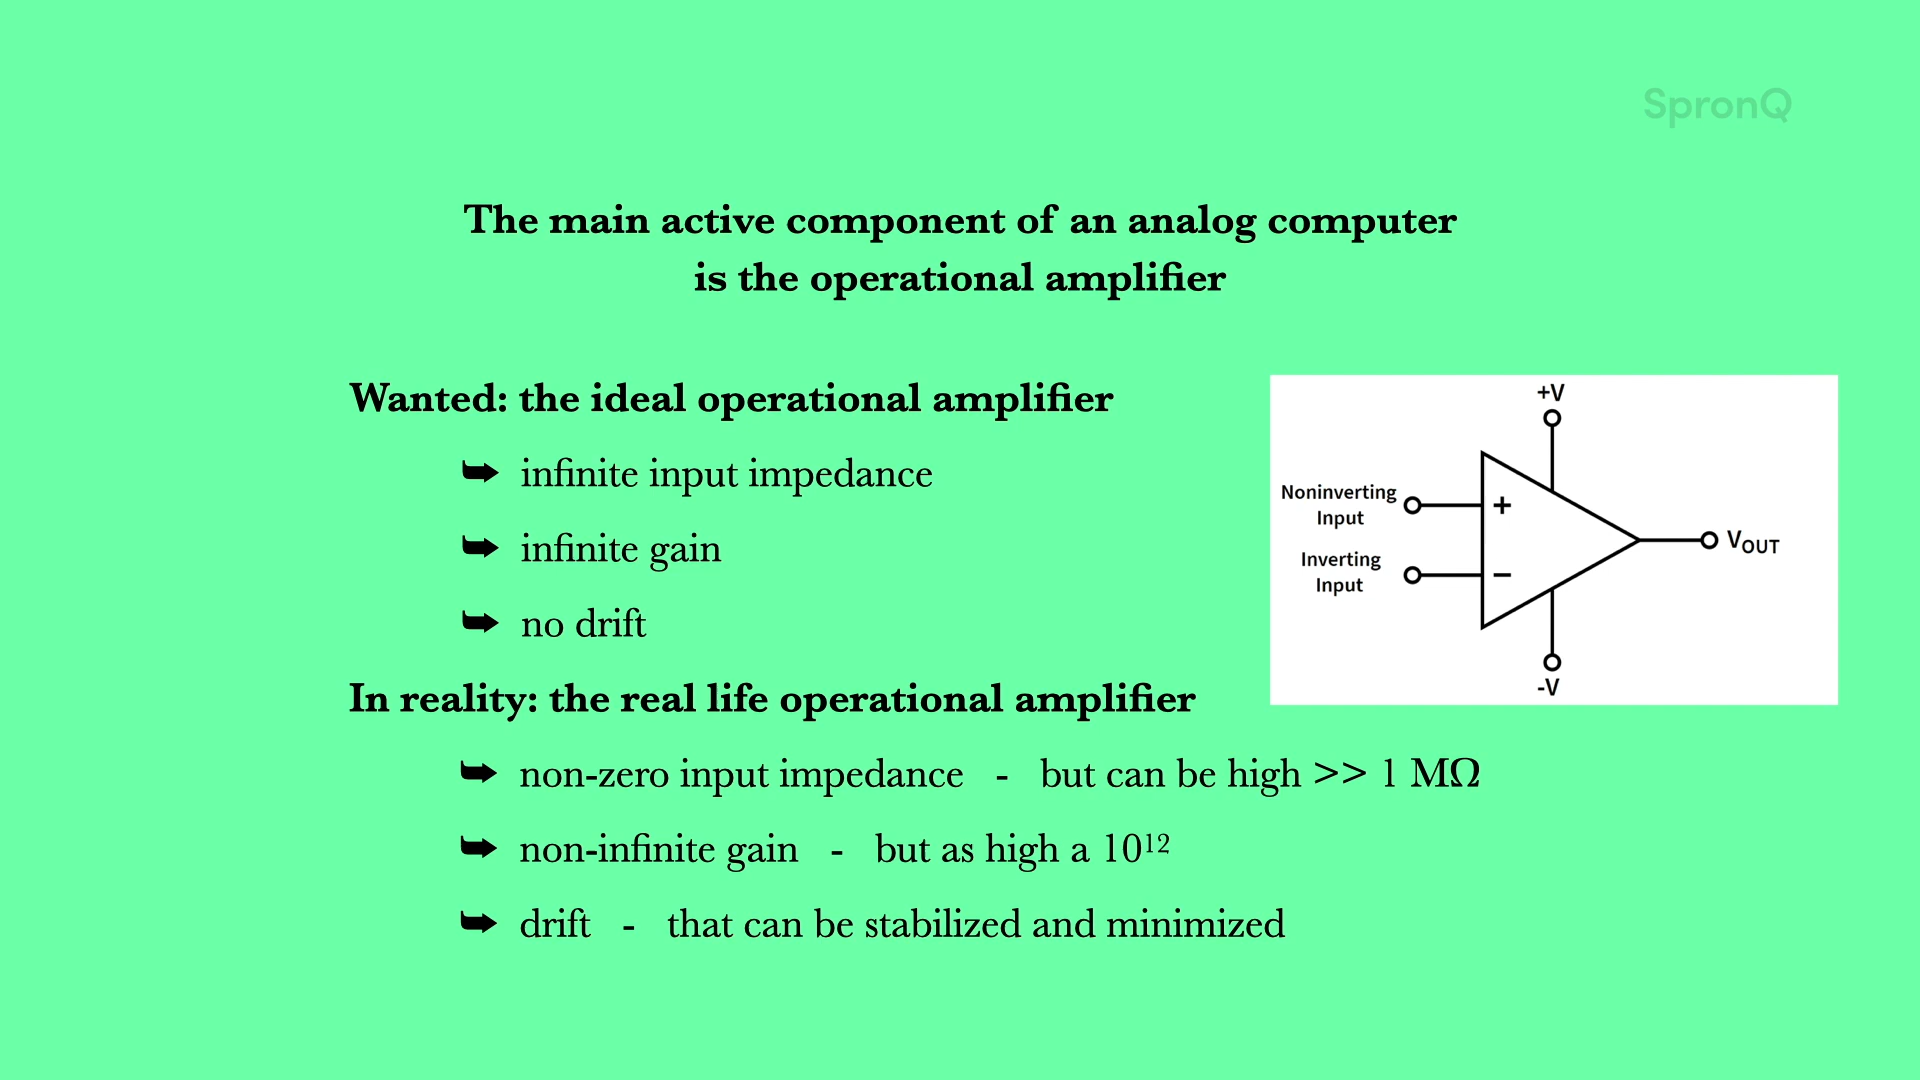 SpronQ
The main active component of an analog computer
is the operational amplifier
Wanted: the ideal operational amplifier
➥ infinite input impedance
➥ infinite gain
➥ no drift
+V
Noninverting
Input
+
Inverting
Input
−
VOUT
-V
In reality: the real life operational amplifier
➥ non-zero input impedance - but can be high >> 1 MΩ
➥ non-infinite gain - but as high a 10¹²
➥ drift - that can be stabilized and minimized